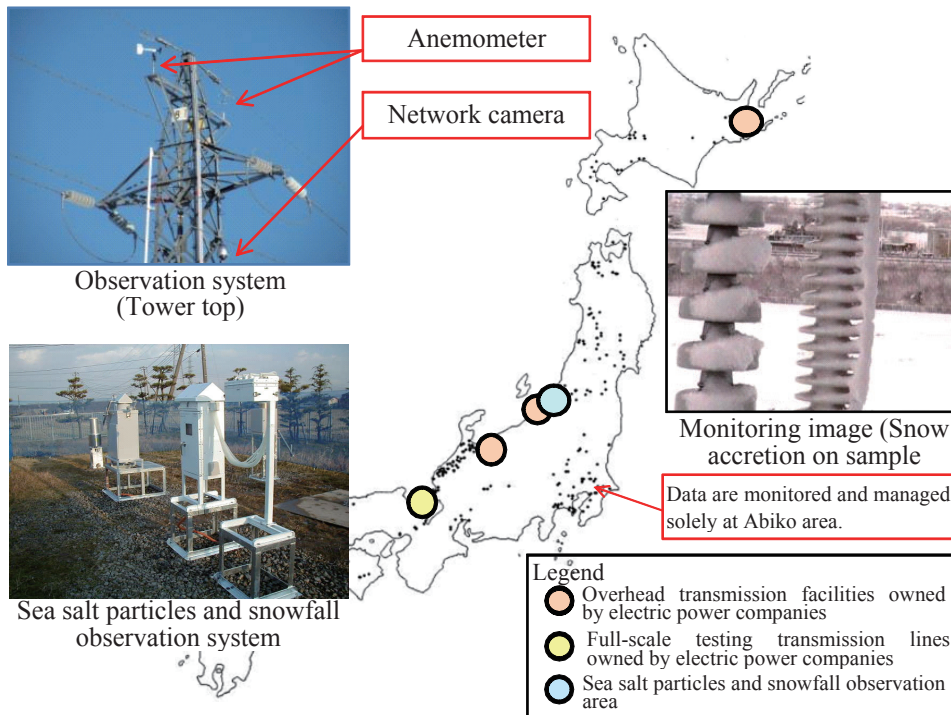 Anemometer
Network camera
Observation system
(Tower top)
Monitoring image (Snow
accretion on sample
Data are monitored and managed
solely at Abiko area.
Sea salt particles and snowfall
observation system
Legend
Overhead transmission facilities owned
by electric power companies
Full-scale testing transmission lines
owned by electric power companies
Sea salt particles and snowfall observation
area